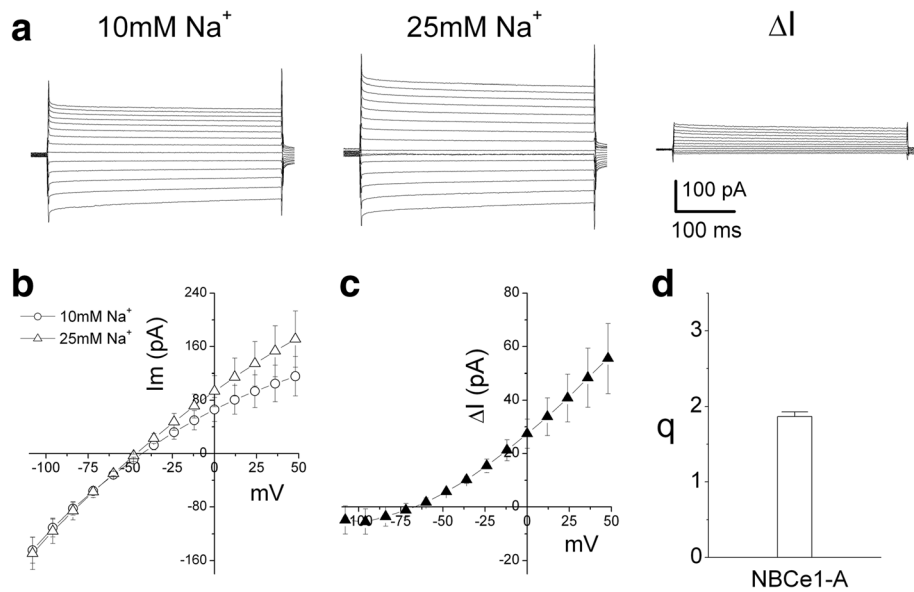 a
10mM Na+
25mM Na+
ΔI
100 pA
100 ms
b
10mM Na+
25mM Na+
Im (pA)
240
160
80
0
-80
-160
-100 -75 -50 -25 0 25 50
mV
c
ΔI (pA)
80
60
40
20
0
-20
-100 -75 -50 -25 0 25 50
mV
d
q
3
2
1
0
NBCe1-A